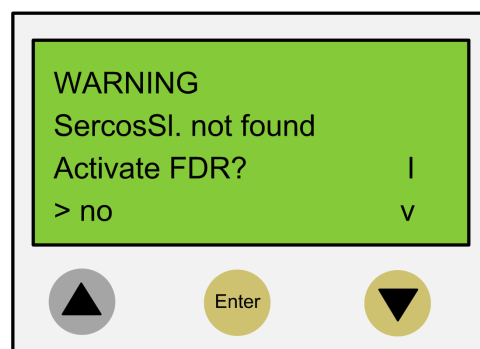 WARNING
SercosSl. not found
Activate FDR? I
> no v
Enter